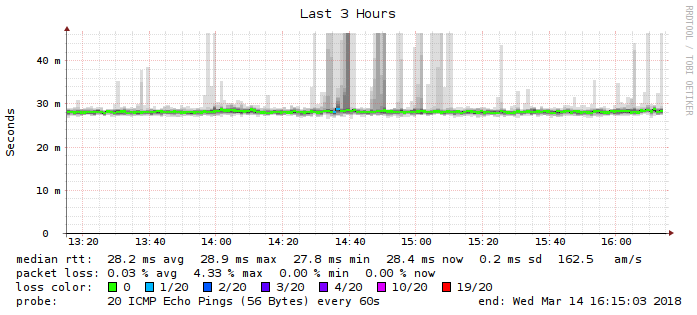 Last 3 Hours
RRDTOOL / TOBI OETIKER
Seconds
40 m
30 m
20 m
10 m
0
13:20 13:40 14:00 14:20 14:40 15:00 15:20 15:40 16:00
median rtt: 28.2 ms avg 28.9 ms max 27.8 ms min 28.4 ms now 0.2 ms sd 162.5 am/s
packet loss: 0.03 % avg 4.33 % max 0.00 % min 0.00 % now
loss color: 0 1/20 2/20 3/20 4/20 10/20 19/20
probe: 20 ICMP Echo Pings (56 Bytes) every 60s end: Wed Mar 14 16:15:03 2018